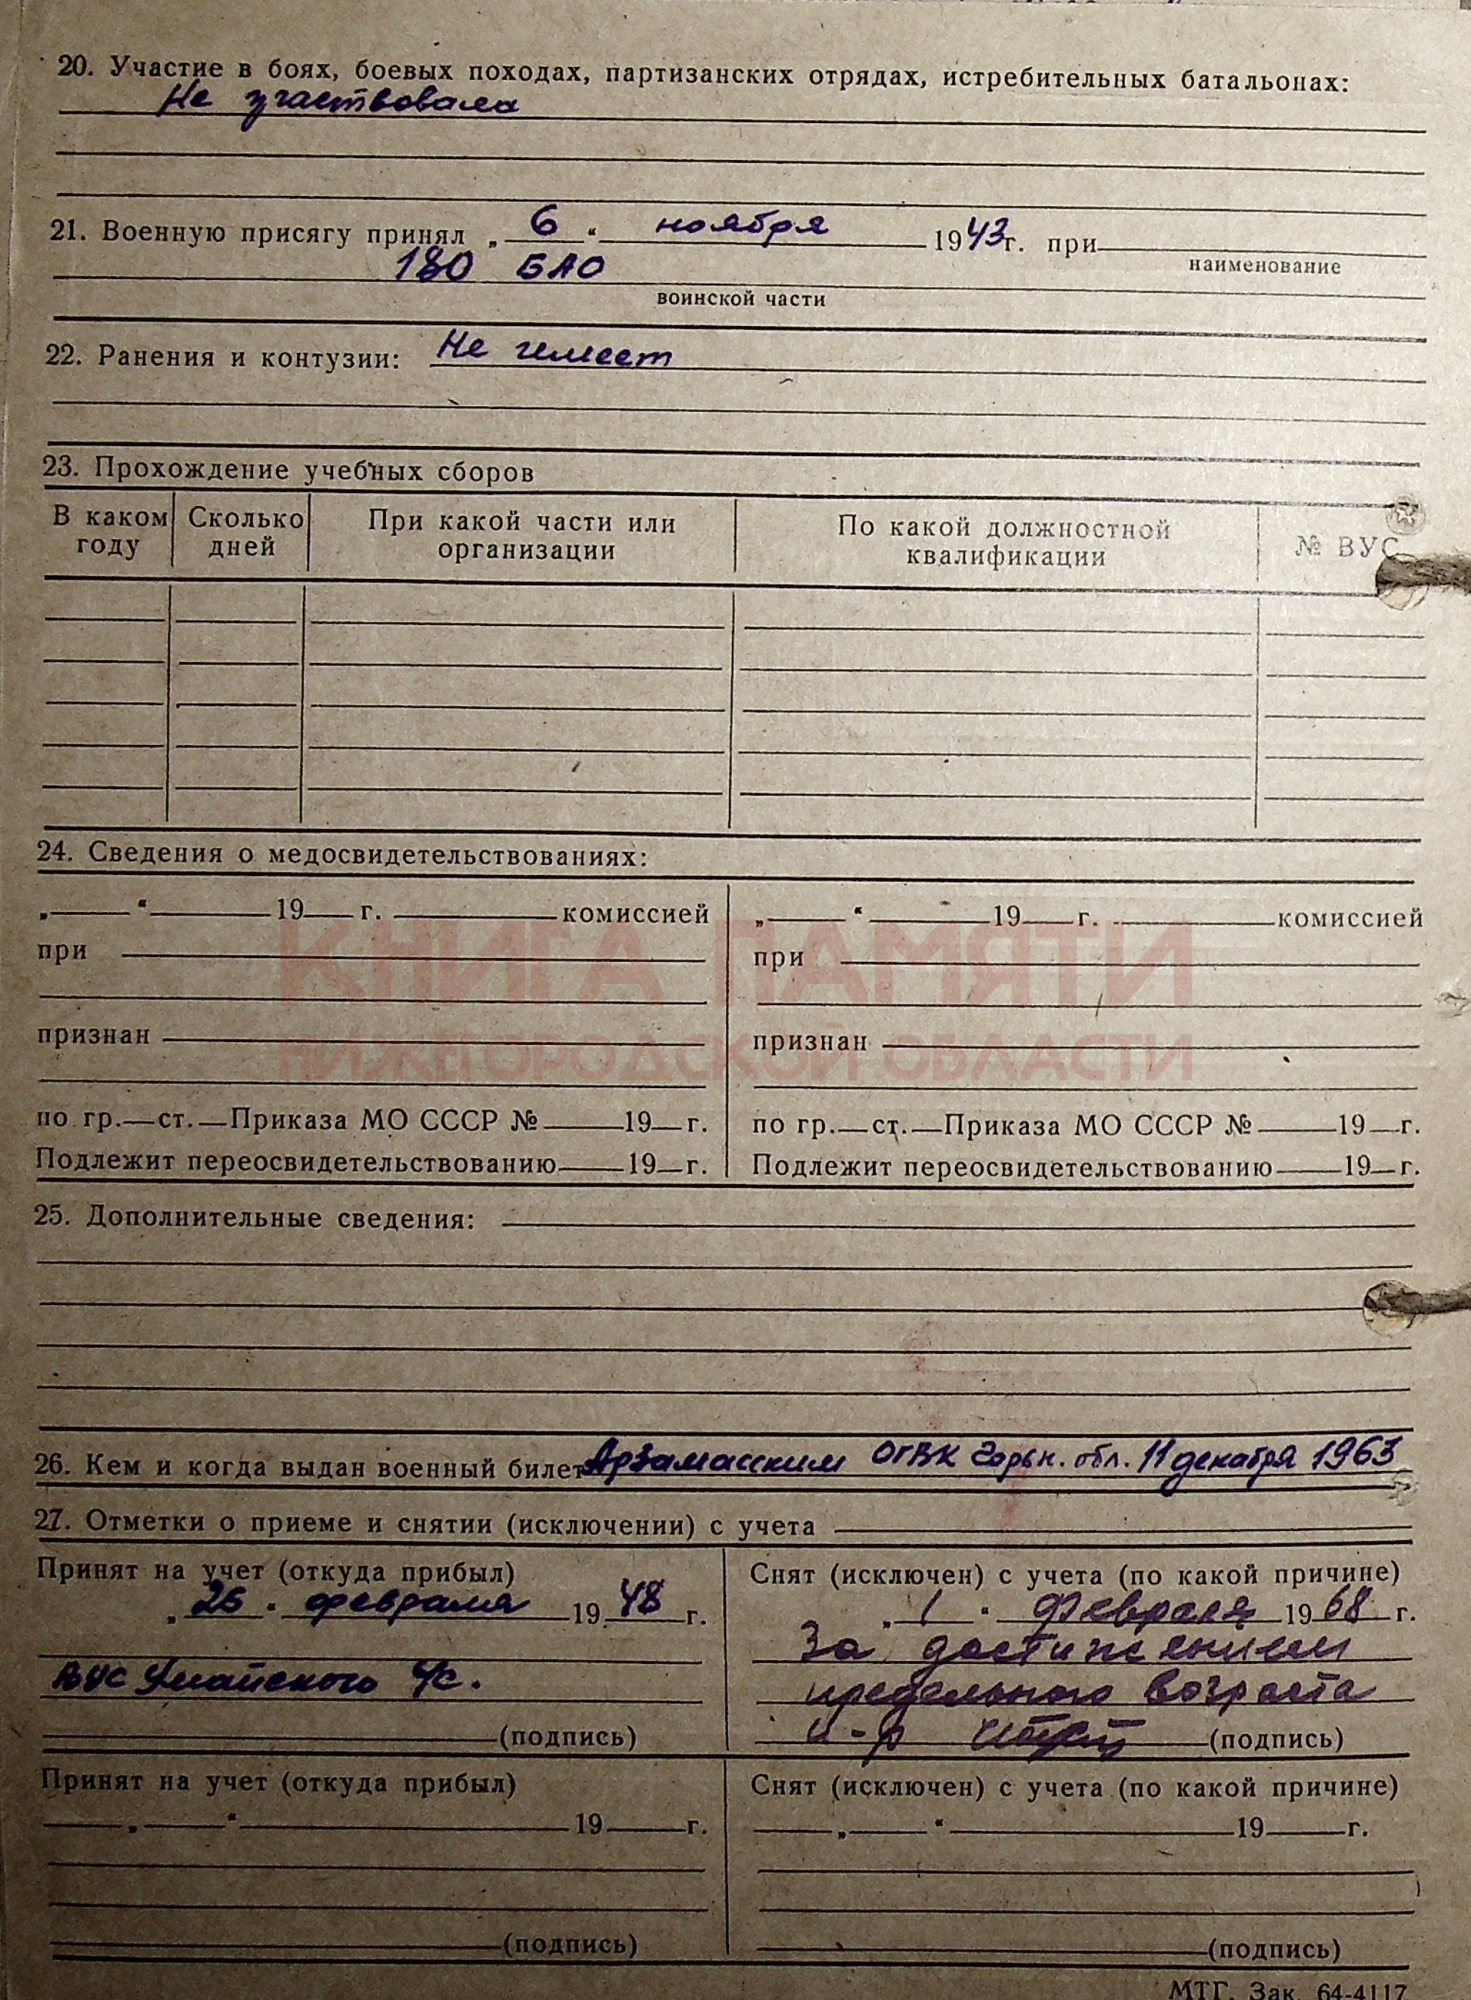 20. Участие в боях, боевых походах, партизанских отрядах, истребительных батальонах:
Не участвовала
21. Военную присягу принял „ 6 “ ноября 1943г. при
наименование
180 БАО
воинской части
22. Ранения и контузии: Не имеет
23. Прохождение учебных сборов
В каком году Сколько дней При какой части или организации По какой должностной квалификации № ВУС
24. Сведения о медосвидетельствованиях:
„ “ 19 г. комиссией
при
признан
по гр. ст. Приказа МО СССР № 19 г.
Подлежит переосвидетельствованию 19 г.
„ “ 19 г. комиссией
при
признан
по гр. ст. Приказа МО СССР № 19 г.
Подлежит переосвидетельствованию 19 г.
КНИГА ПАМЯТИ
НИЖЕГОРОДСКОЙ ОБЛАСТИ
25. Дополнительные сведения:
26. Кем и когда выдан военный билет Арзамасским ОГВК Горьк. обл. 11 декабря 1963
27. Отметки о приеме и снятии (исключении) с учета
Принят на учет (откуда прибыл)
„ “ февраля 19 48 г.
ВУС с/с.
(подпись)
Снят (исключен) с учета (по какой причине)
„ 1 “ февраля 19 68 г.
За достижением
предельного возраста
(подпись)
Принят на учет (откуда прибыл)
„ “ 19 г.
(подпись)
Снят (исключен) с учета (по какой причине)
„ “ 19 г.
(подпись)
МТГ. Зак. 64-4117